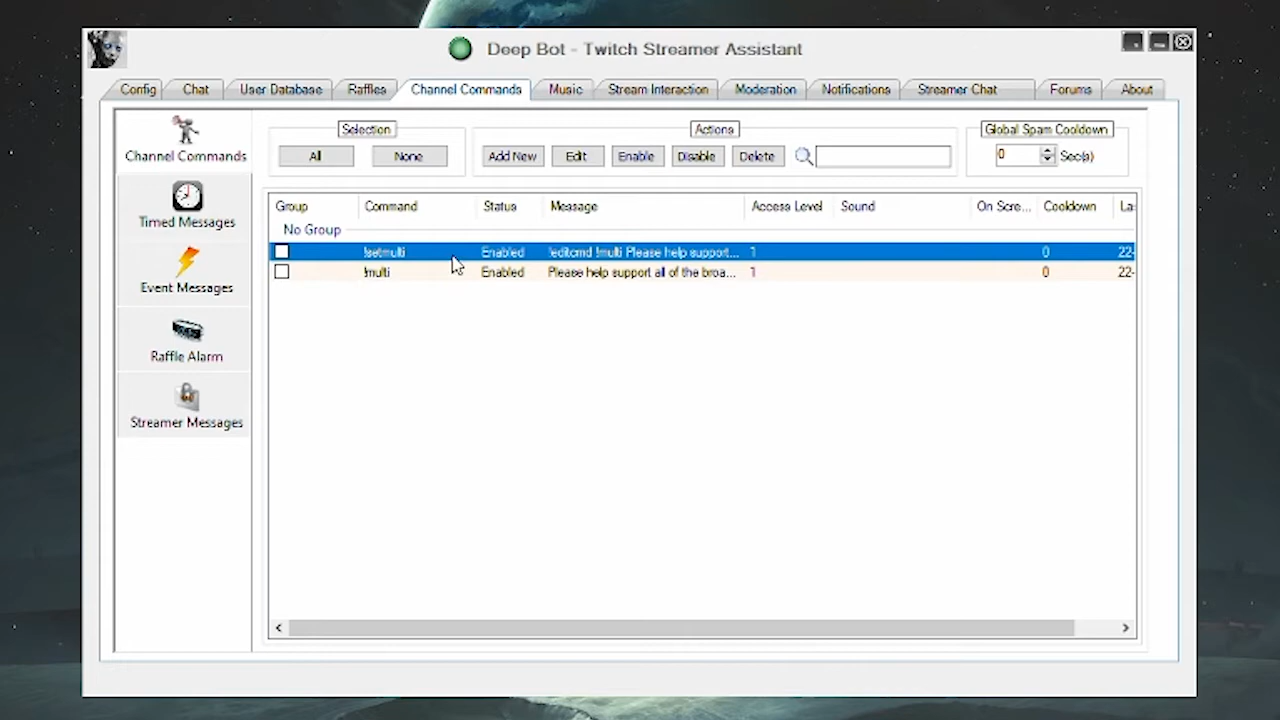 Deep Bot - Twitch Streamer Assistant
Config Chat User Database Raffles Channel Commands Music Stream Interaction Moderation Notifications Streamer Chat Forums About
Channel Commands
Timed Messages
Event Messages
Raffle Alarm
Streamer Messages
Selection Actions Global Spam Cooldown
All None Add New Edit Enable Disable Delete 0 Sec(s)
Group Command Status Message Access Level Sound On Scre... Cooldown La
No Group
!setmulti Enabled !editcmd !multi Please help support... 1 0 22-
!multi Enabled Please help support all of the broa... 1 0 22-